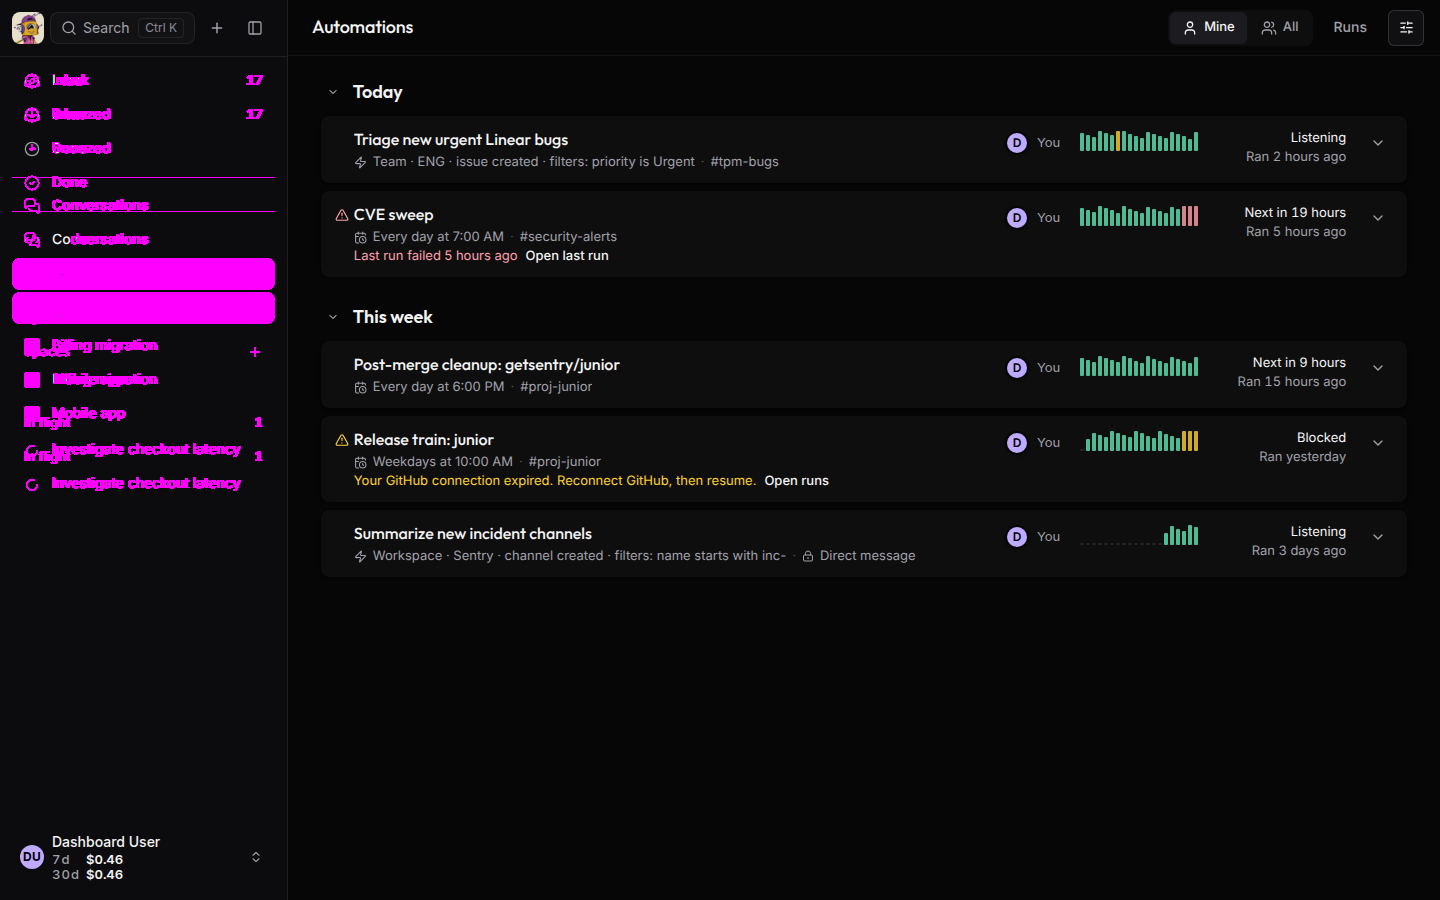 Search Ctrl K
17
17
Done
Conversations
Billing migration
Mobile app
In flight 1
Investigate checkout latency
In flight 1
Investigate checkout latency
DU Dashboard User
7d $0.46
30d $0.46
Automations
Mine All Runs
Today
Triage new urgent Linear bugs
Team · ENG · issue created · filters: priority is Urgent · #tpm-bugs
D You
Listening
Ran 2 hours ago
CVE sweep
Every day at 7:00 AM · #security-alerts
Last run failed 5 hours ago Open last run
D You
Next in 19 hours
Ran 5 hours ago
This week
Post-merge cleanup: getsentry/junior
Every day at 6:00 PM · #proj-junior
D You
Next in 9 hours
Ran 15 hours ago
Release train: junior
Weekdays at 10:00 AM · #proj-junior
Your GitHub connection expired. Reconnect GitHub, then resume. Open runs
D You
Blocked
Ran yesterday
Summarize new incident channels
Workspace · Sentry · channel created · filters: name starts with inc- · Direct message
D You
Listening
Ran 3 days ago